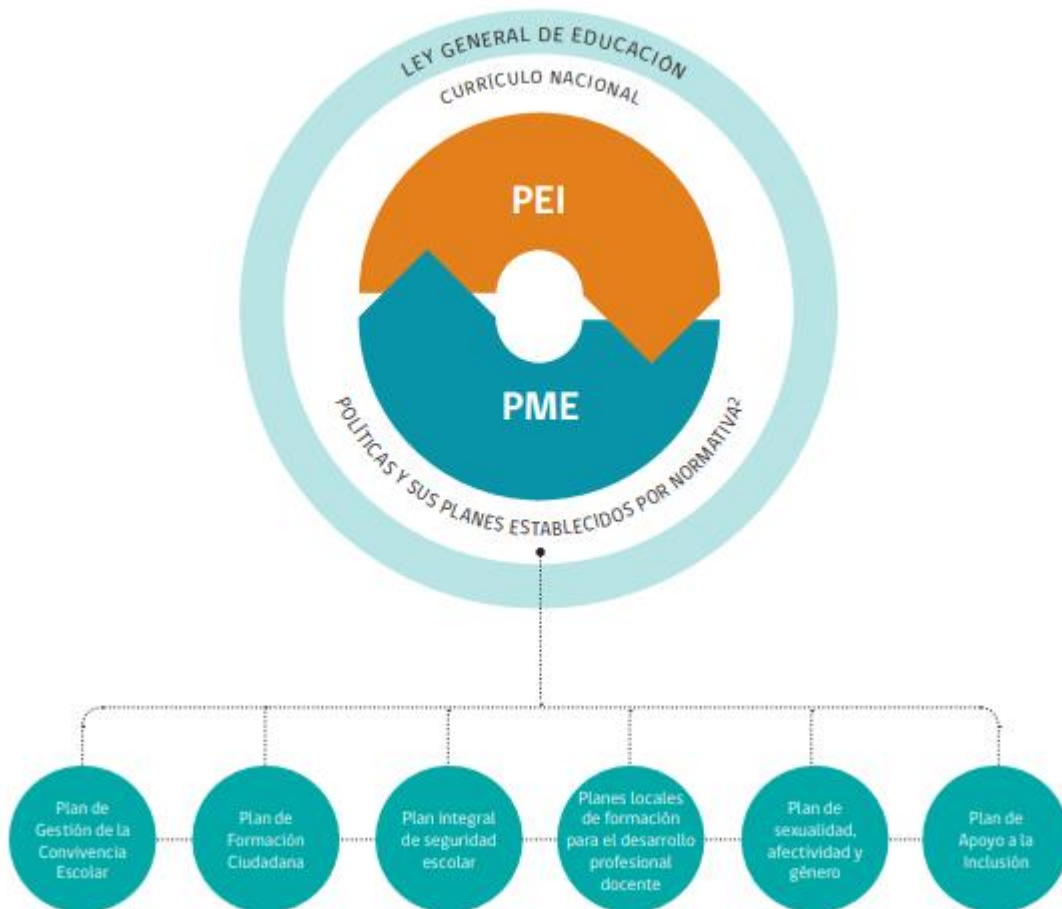 LEY GENERAL DE EDUCACIÓN
CURRÍCULO NACIONAL
PEI
PME
POLÍTICAS Y SUS PLANES ESTABLECIDOS POR NORMATIVA²
Plan de
Gestión de la
Convivencia
Escolar
Plan de
Formación
Ciudadana
Plan integral
de seguridad
escolar
Planes locales
de formación
para el desarrollo
profesional
docente
Plan de
sexualidad,
afectividad y
género
Plan de
Apoyo a la
Inclusión